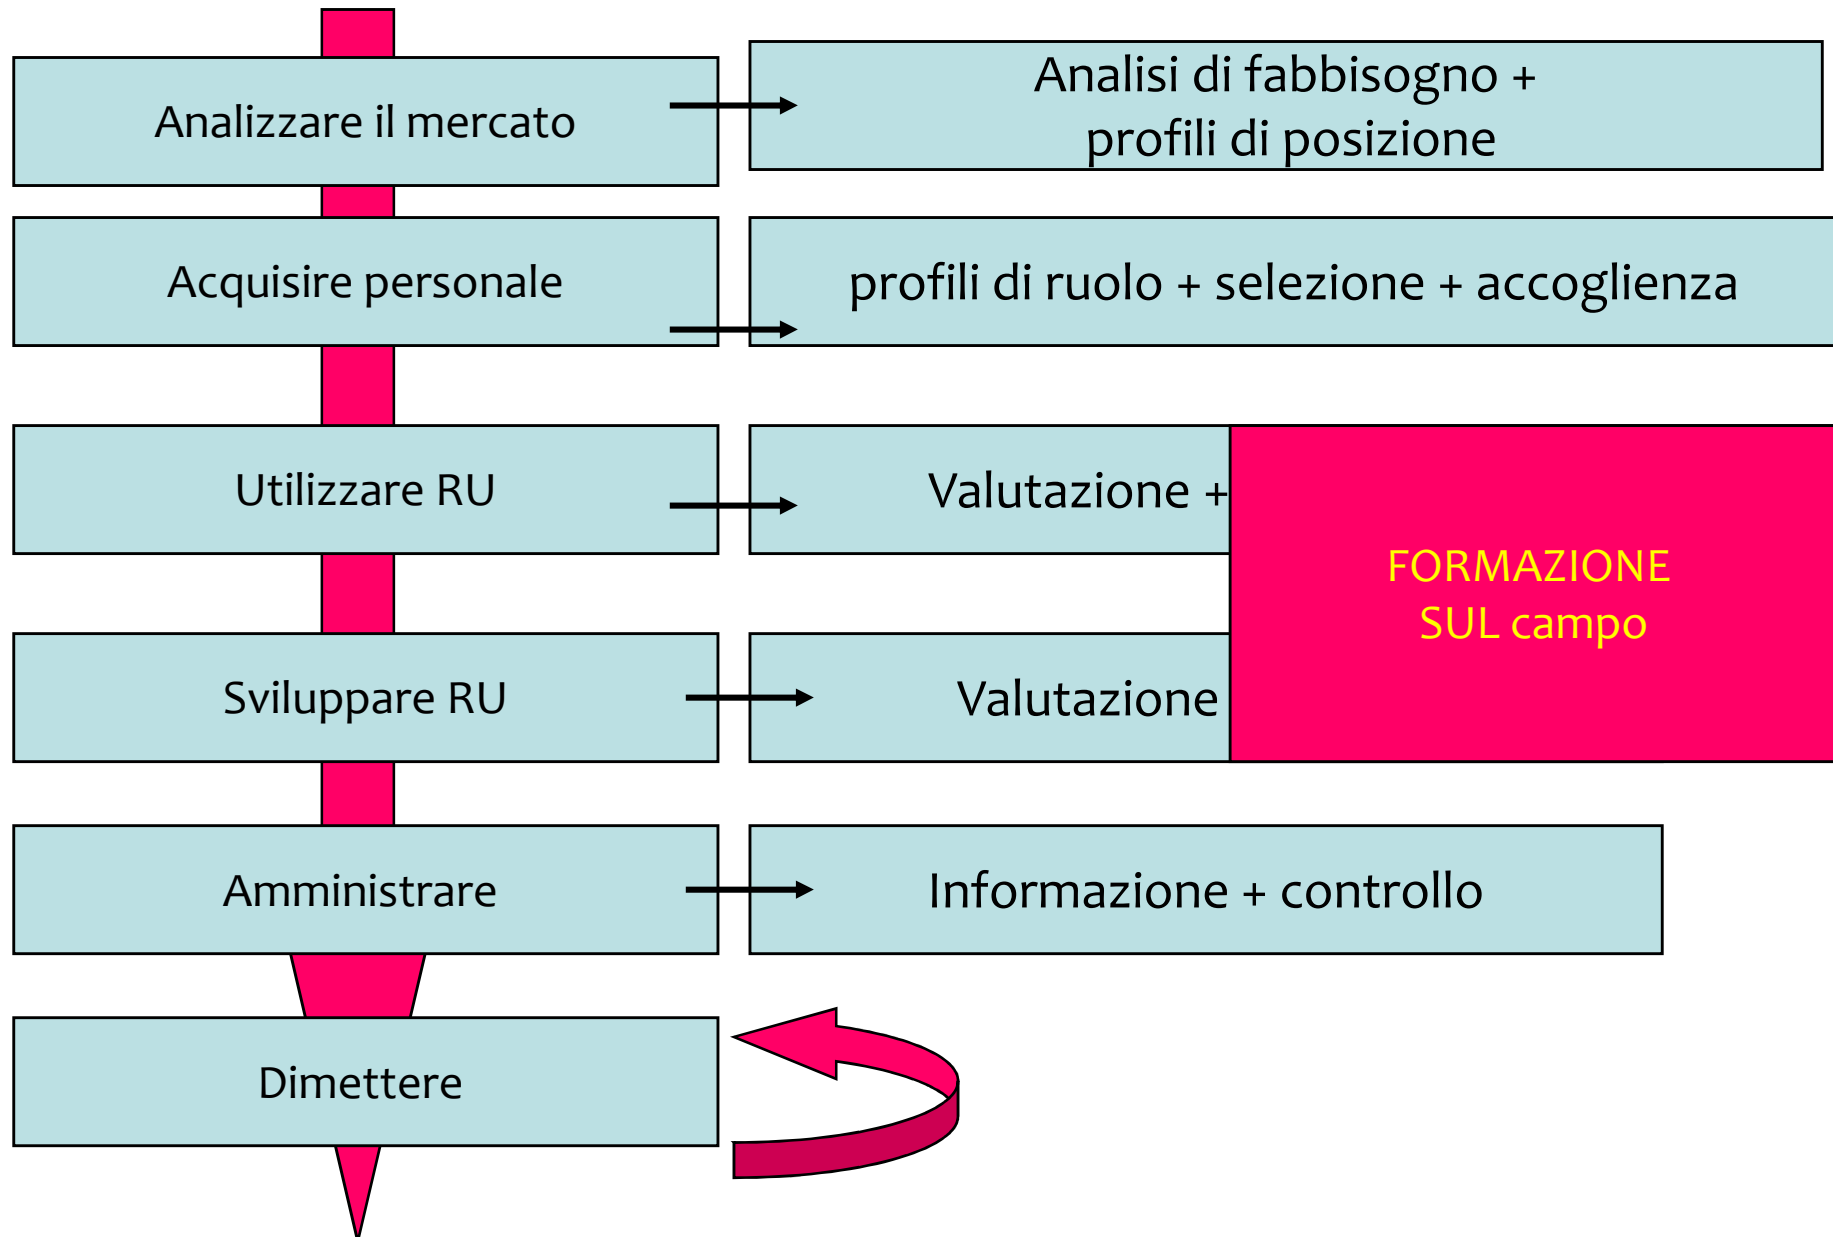 Analizzare il mercato
Analisi di fabbisogno +
profili di posizione
Acquisire personale
profili di ruolo + selezione + accoglienza
Utilizzare RU
Valutazione +
FORMAZIONE
SUL campo
Sviluppare RU
Valutazione
Amministrare
Informazione + controllo
Dimettere